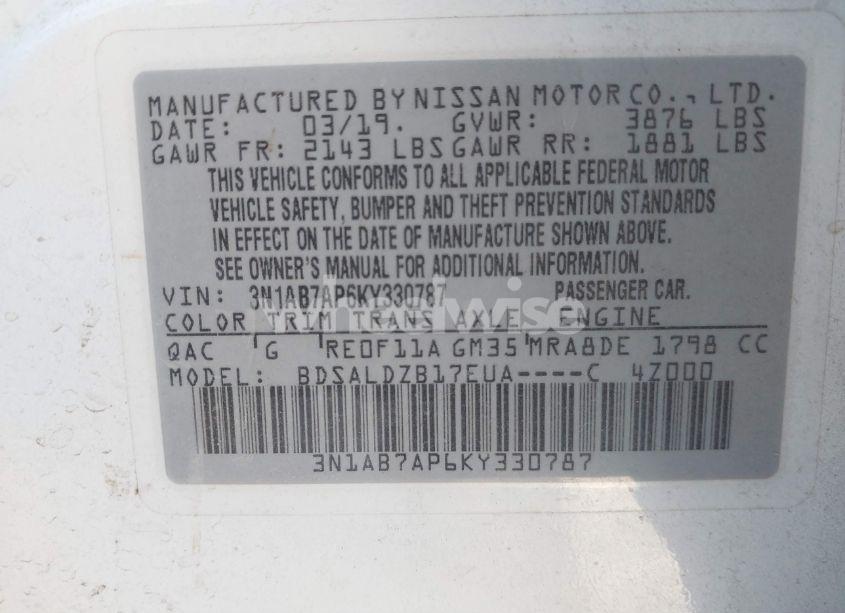 MANUFACTURED BY NISSAN MOTOR CO., LTD.
DATE: 03/19. GVWR: 3876 LBS
GAWR FR: 2143 LBS GAWR RR: 1881 LBS
THIS VEHICLE CONFORMS TO ALL APPLICABLE FEDERAL MOTOR
VEHICLE SAFETY, BUMPER AND THEFT PREVENTION STANDARDS
IN EFFECT ON THE DATE OF MANUFACTURE SHOWN ABOVE.
SEE OWNER'S MANUAL FOR ADDITIONAL INFORMATION.
VIN: 3N1AB7AP6KY330787 PASSENGER CAR.
COLOR TRIM TRANS AXLE ENGINE
QAC G RE0F11A GM35 MRA8DE 1798 CC
MODEL: BDSALDZB17EUA----C 4Z000
3N1AB7AP6KY330787